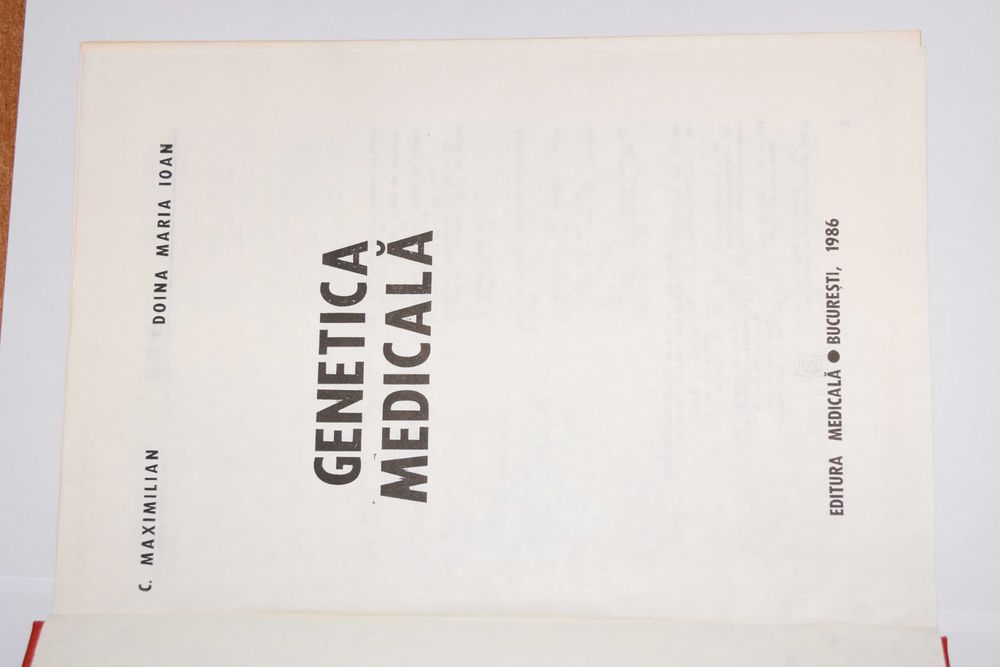 C. MAXIMILIAN DOINA MARIA IOAN
GENETICA
MEDICALĂ
EDITURA MEDICALĂ ● BUCUREȘTI, 1986